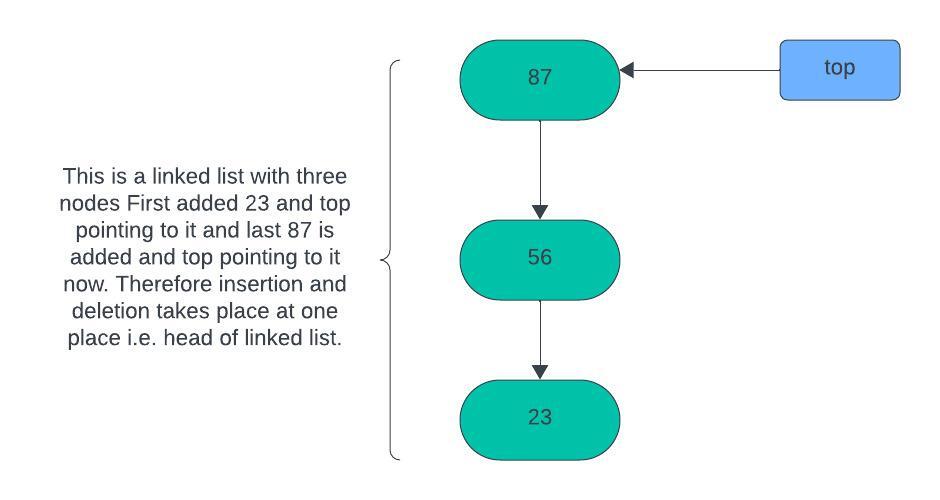 87
top
This is a linked list with three
nodes First added 23 and top
pointing to it and last 87 is
added and top pointing to it
now. Therefore insertion and
deletion takes place at one
place i.e. head of linked list.
56
23